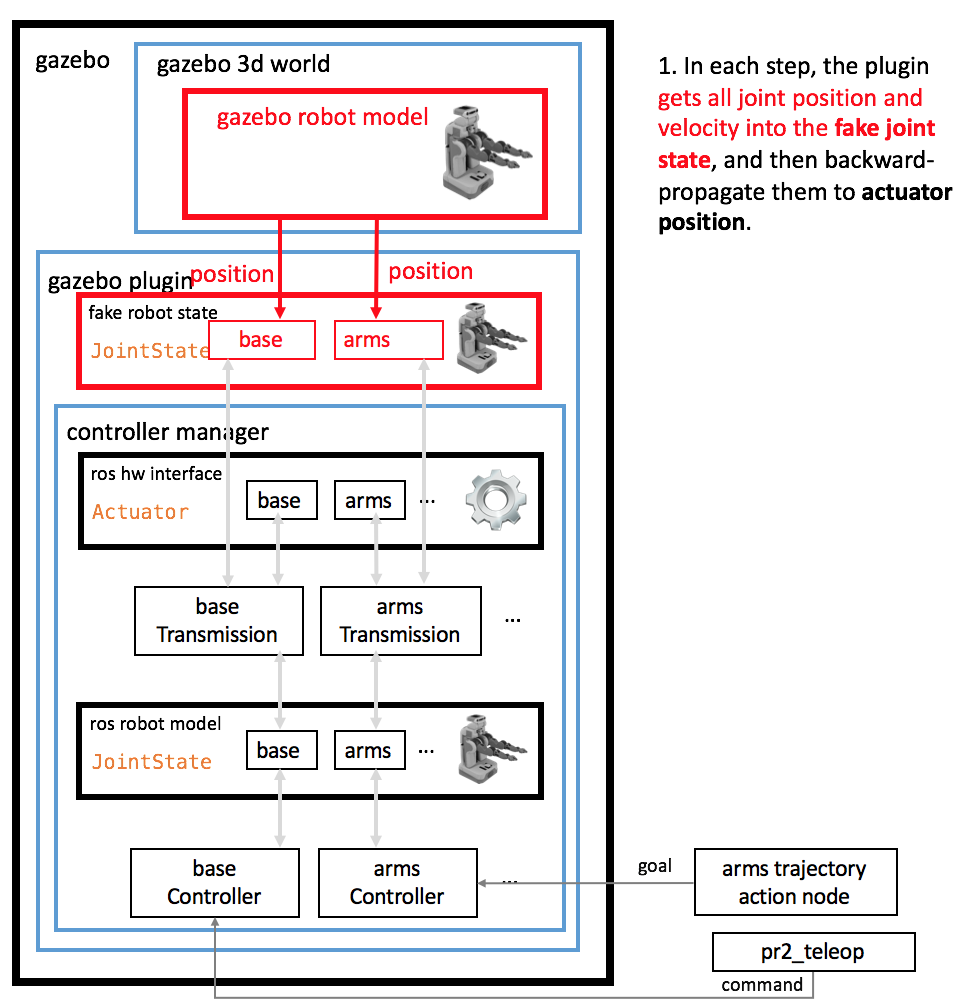 gazebo
gazebo 3d world
gazebo robot model
1. In each step, the plugin
gets all joint position and
velocity into the fake joint
state, and then backward-
propagate them to actuator
position.
position
position
gazebo plugin
fake robot state
JointState
base
arms
controller manager
ros hw interface
Actuator
base
arms
...
base
Transmission
arms
Transmission
...
ros robot model
JointState
base
arms
...
base
Controller
arms
Controller
...
goal
arms trajectory
action node
pr2_teleop
command